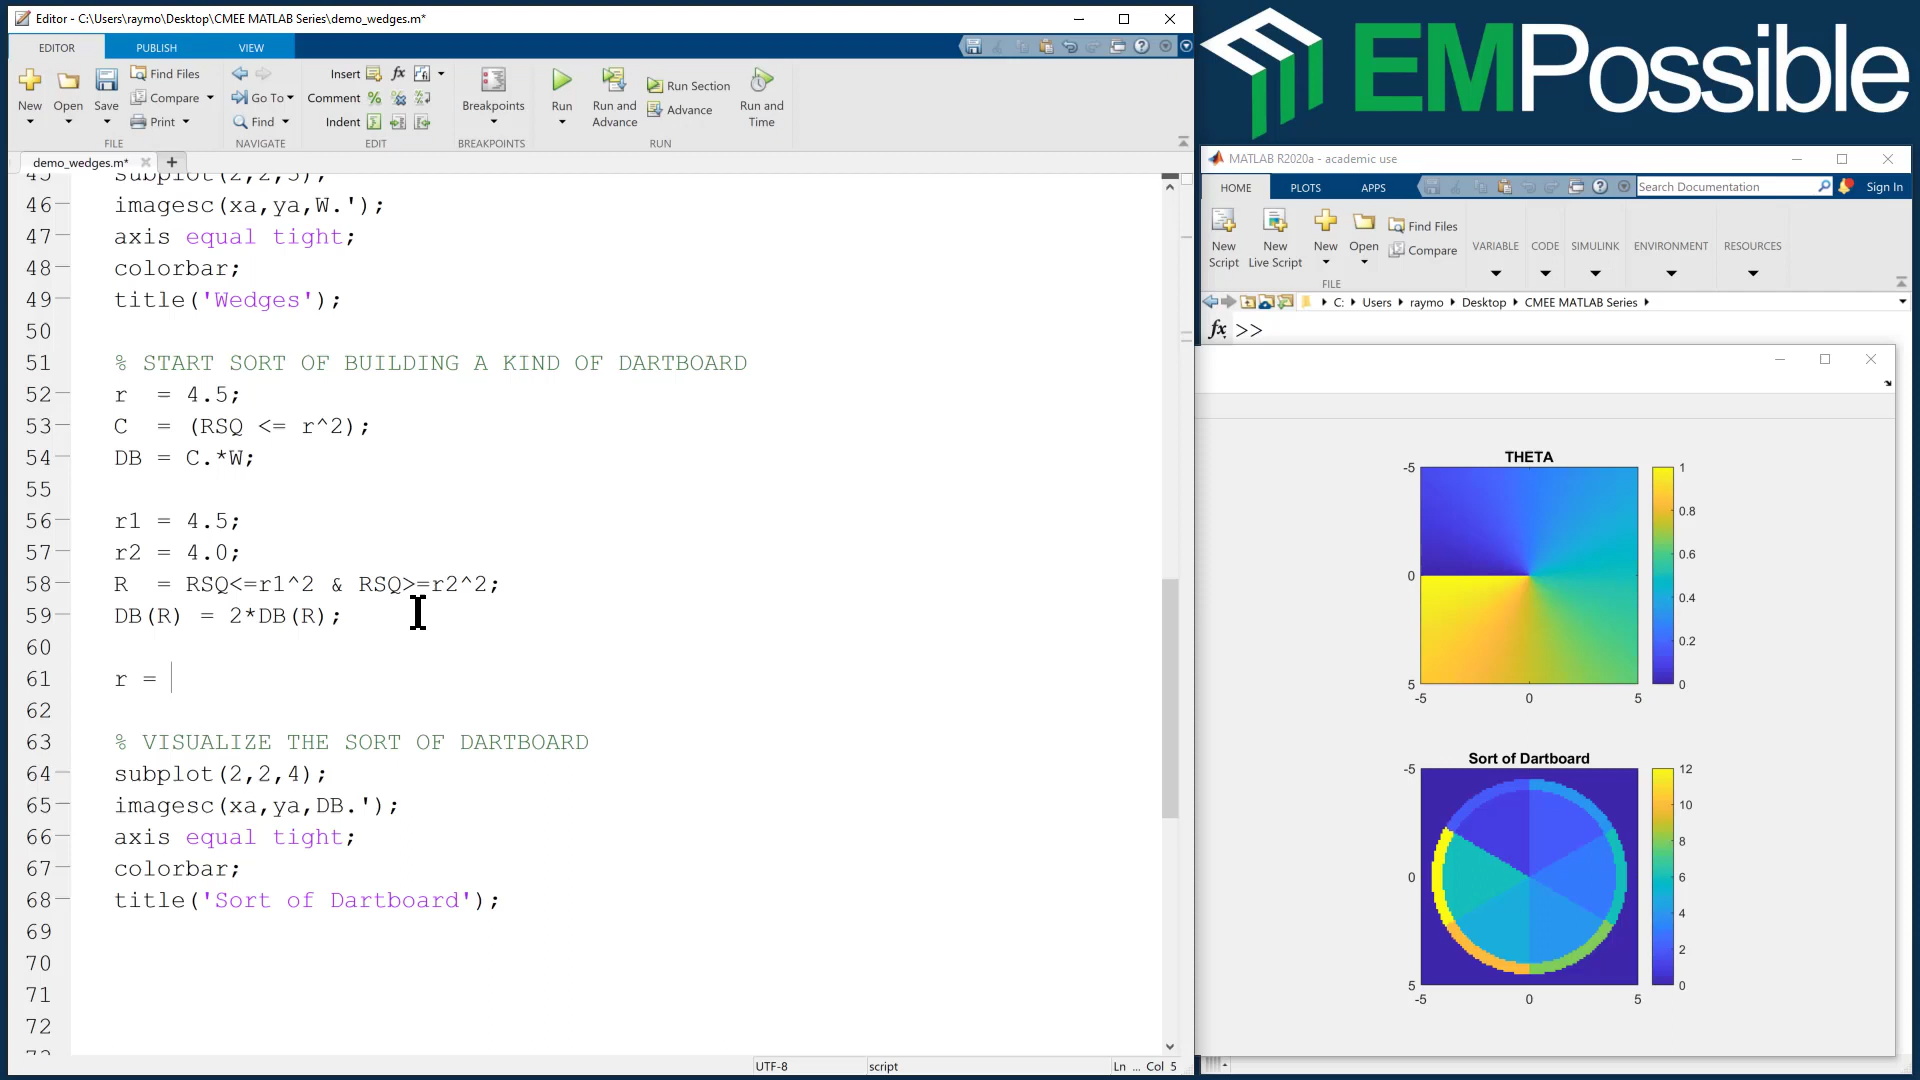 Editor - C:\Users\raymo\Desktop\CMEE MATLAB Series\demo_wedges.m*
EDITOR PUBLISH VIEW
New Open Save Find Files Compare Print
FILE
Go To Find
NAVIGATE
Insert fx
Comment %
Indent
EDIT
Breakpoints
BREAKPOINTS
Run Run and Advance Run Section Advance Run and Time
RUN
demo_wedges.m* +
45 subplot(2,2,3);
46 imagesc(xa,ya,W.');
47 axis equal tight;
48 colorbar;
49 title('Wedges');
50
51 % START SORT OF BUILDING A KIND OF DARTBOARD
52 r  = 4.5;
53 C  = (RSQ <= r^2);
54 DB = C.*W;
55
56 r1 = 4.5;
57 r2 = 4.0;
58 R  = RSQ<=r1^2 & RSQ>=r2^2;
59 DB(R) = 2*DB(R);
60
61 r =
62
63 % VISUALIZE THE SORT OF DARTBOARD
64 subplot(2,2,4);
65 imagesc(xa,ya,DB.');
66 axis equal tight;
67 colorbar;
68 title('Sort of Dartboard');
69
70
71
72
UTF-8 script Ln ... Col 5
EMPossible
MATLAB R2020a - academic use
HOME PLOTS APPS Search Documentation Sign In
New Script New Live Script New Open Find Files Compare
FILE
VARIABLE CODE SIMULINK ENVIRONMENT RESOURCES
C: Users raymo Desktop CMEE MATLAB Series
fx >>
THETA
-5
0
5
-5 0 5
1
0.8
0.6
0.4
0.2
0
Sort of Dartboard
-5
0
5
-5 0 5
12
10
8
6
4
2
0